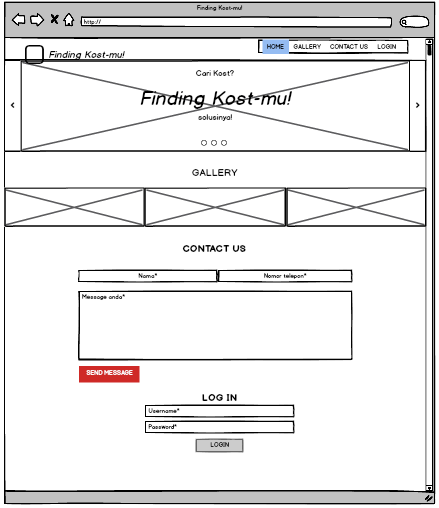 Finding Kost-mu!
http://
Finding Kost-mu!
HOME GALLERY CONTACT US LOGIN
Cari Kost?
Finding Kost-mu!
solusinya!
GALLERY
CONTACT US
Nama* Nomor telepon*
Message anda*
SEND MESSAGE
LOG IN
Username*
Password*
LOGIN